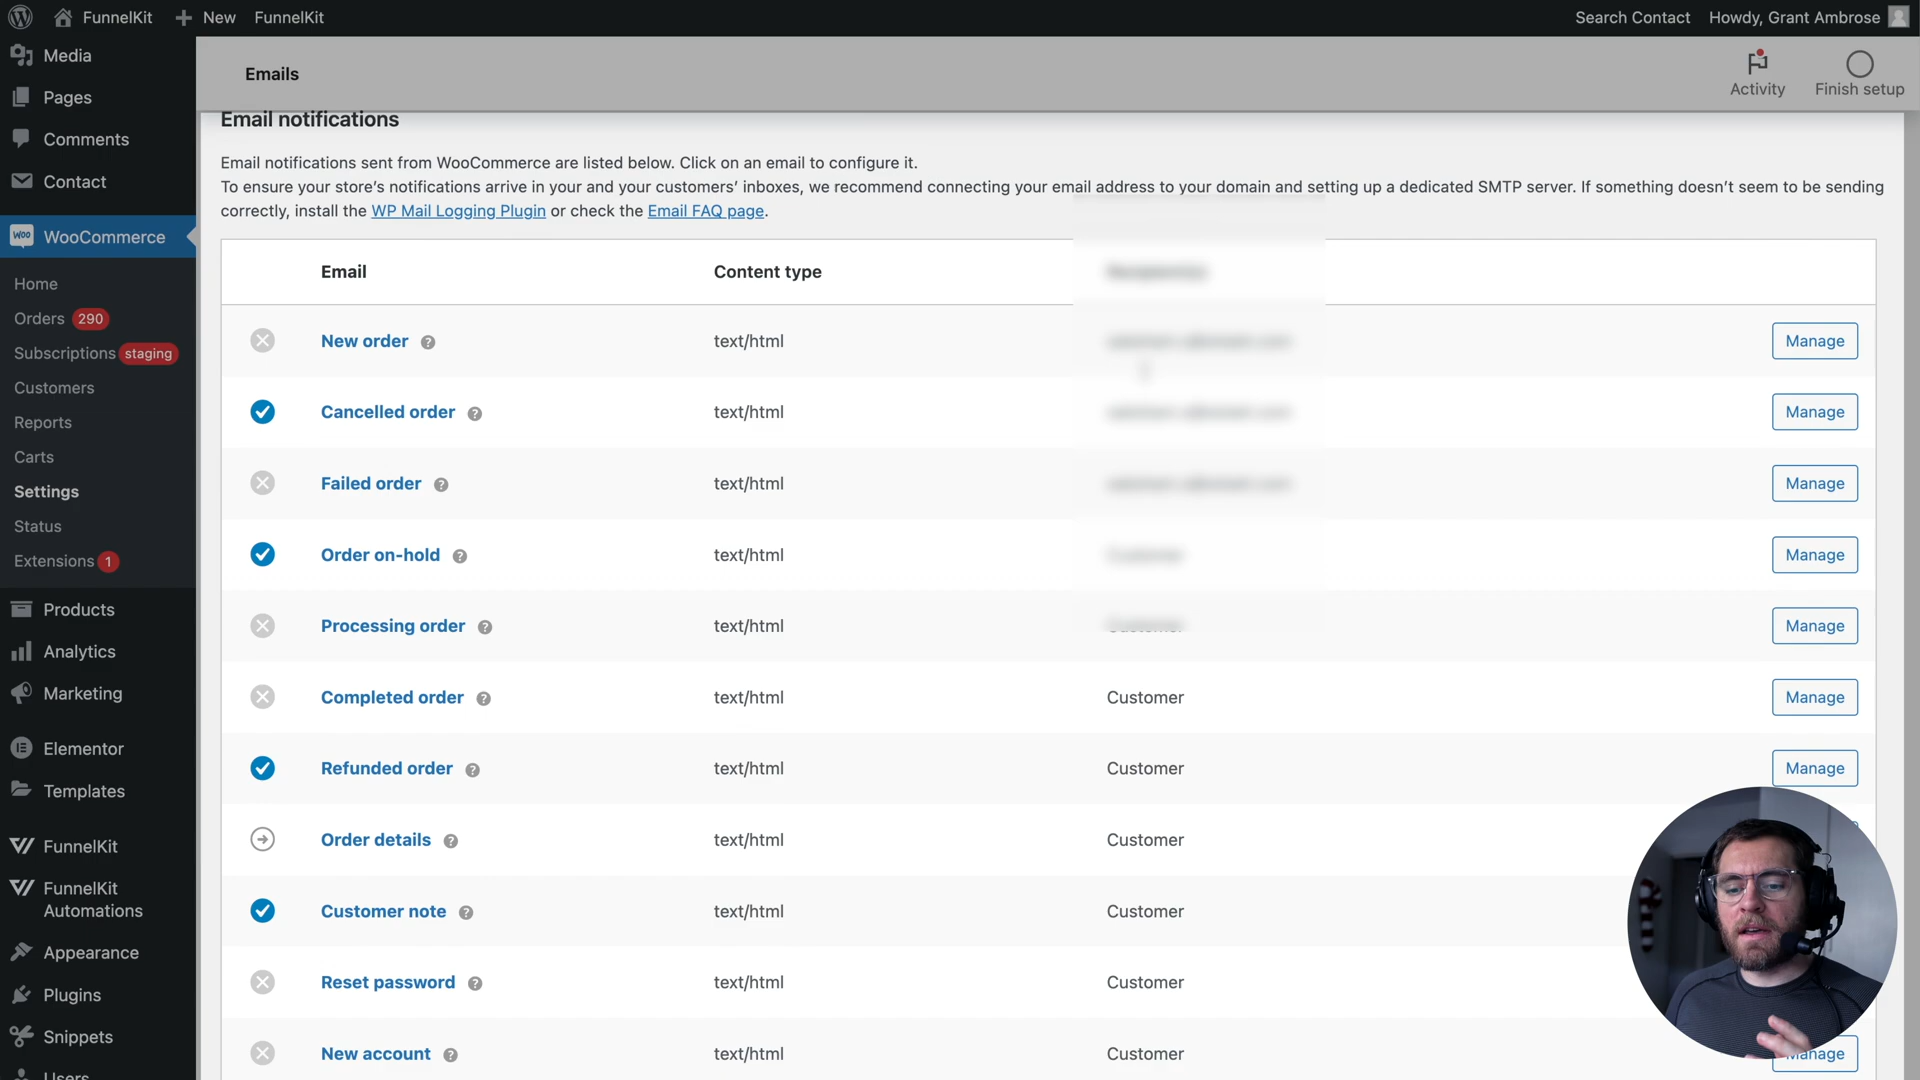 FunnelKit
New
FunnelKit
Search Contact
Howdy, Grant Ambrose
Media
Pages
Comments
Contact
Woo
WooCommerce
Home
Orders 290
Subscriptions staging
Customers
Reports
Carts
Settings
Status
Extensions 1
Products
Analytics
Marketing
Elementor
Templates
FunnelKit
FunnelKit
Automations
Appearance
Plugins
Snippets
Users
Emails
Activity
Finish setup
Email notifications
Email notifications sent from WooCommerce are listed below. Click on an email to configure it.
To ensure your store's notifications arrive in your and your customers' inboxes, we recommend connecting your email address to your domain and setting up a dedicated SMTP server. If something doesn't seem to be sending
correctly, install the WP Mail Logging Plugin or check the Email FAQ page.
Email Content type
New order text/html Manage
Cancelled order text/html Manage
Failed order text/html Manage
Order on-hold text/html Customer Manage
Processing order text/html Customer Manage
Completed order text/html Customer Manage
Refunded order text/html Customer Manage
Order details text/html Customer
Customer note text/html Customer
Reset password text/html Customer
New account text/html Customer Manage